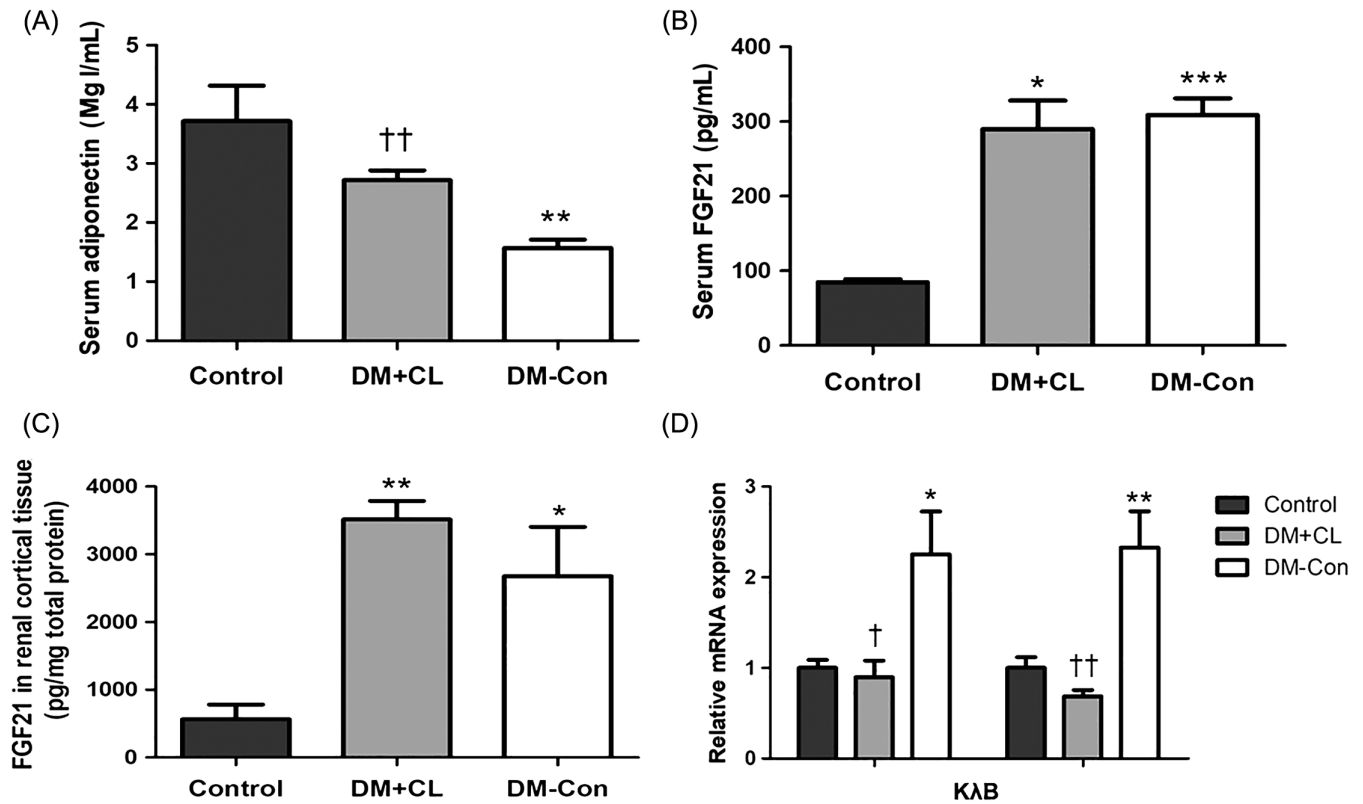 (A)
Serum adiponectin (Mg l/mL)
5
4
3
2
1
0
††
**
Control DM+CL DM-Con
(B)
Serum FGF21 (pg/mL)
400
300
200
100
0
*
***
Control DM+CL DM-Con
(C)
FGF21 in renal cortical tissue
(pg/mg total protein)
4000
3000
2000
1000
0
**
*
Control DM+CL DM-Con
(D)
Relative mRNA expression
3
2
1
0
†
*
††
**
KλB
Control
DM+CL
DM-Con